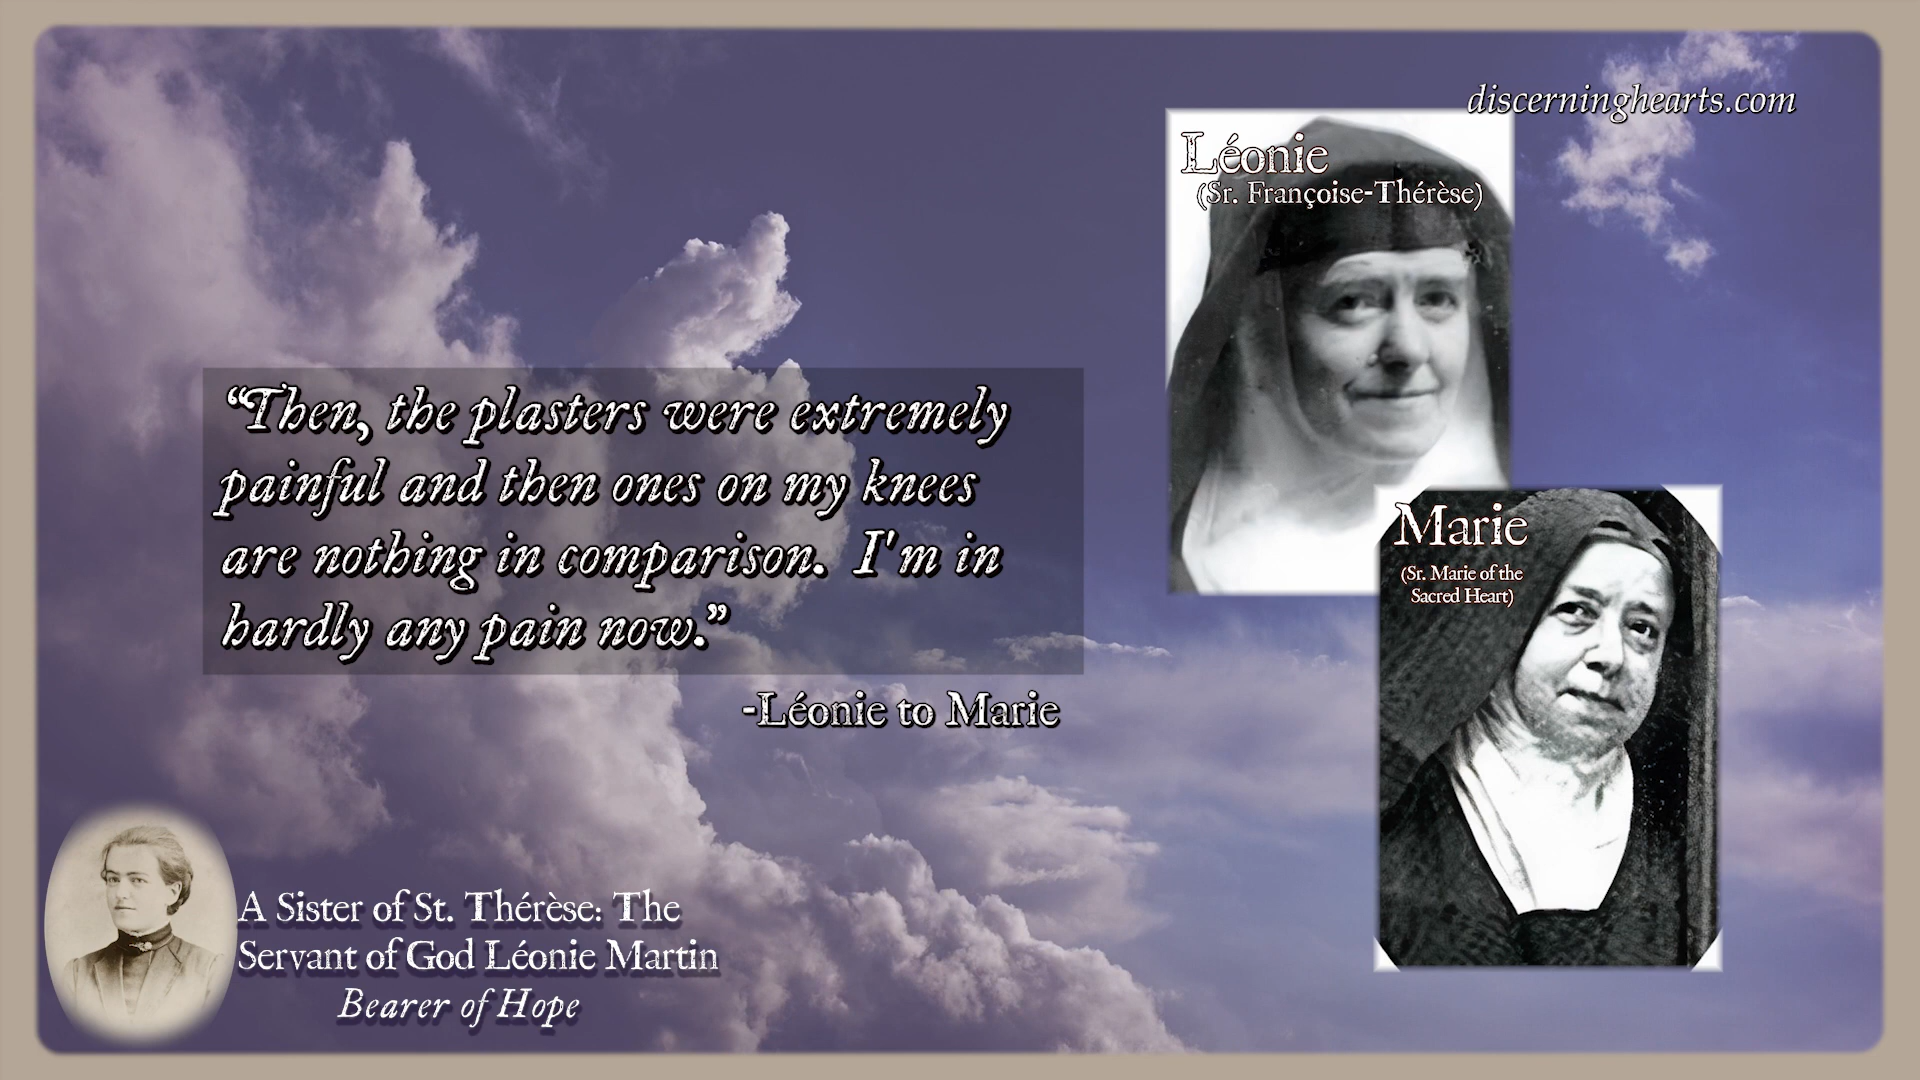 discerninghearts.com
Léonie
(Sr. Françoise-Thérèse)
“Then, the plasters were extremely
painful and then ones on my knees
are nothing in comparison. I'm in
hardly any pain now.”
-Léonie to Marie
Marie
(Sr. Marie of the
Sacred Heart)
A Sister of St. Thérèse: The
Servant of God Léonie Martin
Bearer of Hope